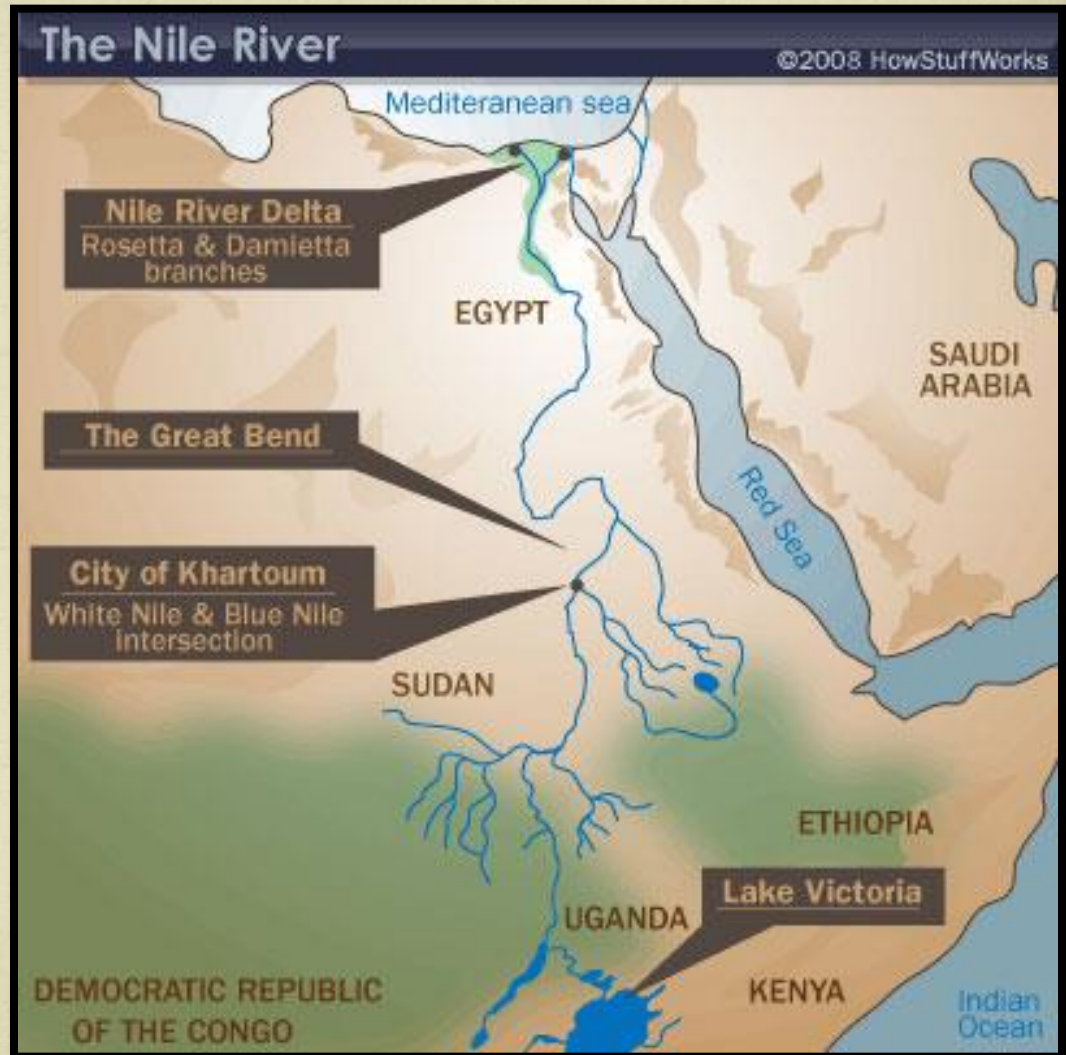 The Nile River
©2008 HowStuffWorks
Mediteranean sea
Nile River Delta
Rosetta & Damietta
branches
EGYPT
SAUDI
ARABIA
The Great Bend
Red Sea
City of Khartoum
White Nile & Blue Nile
intersection
SUDAN
ETHIOPIA
Lake Victoria
UGANDA
DEMOCRATIC REPUBLIC
OF THE CONGO
KENYA
Indian
Ocean